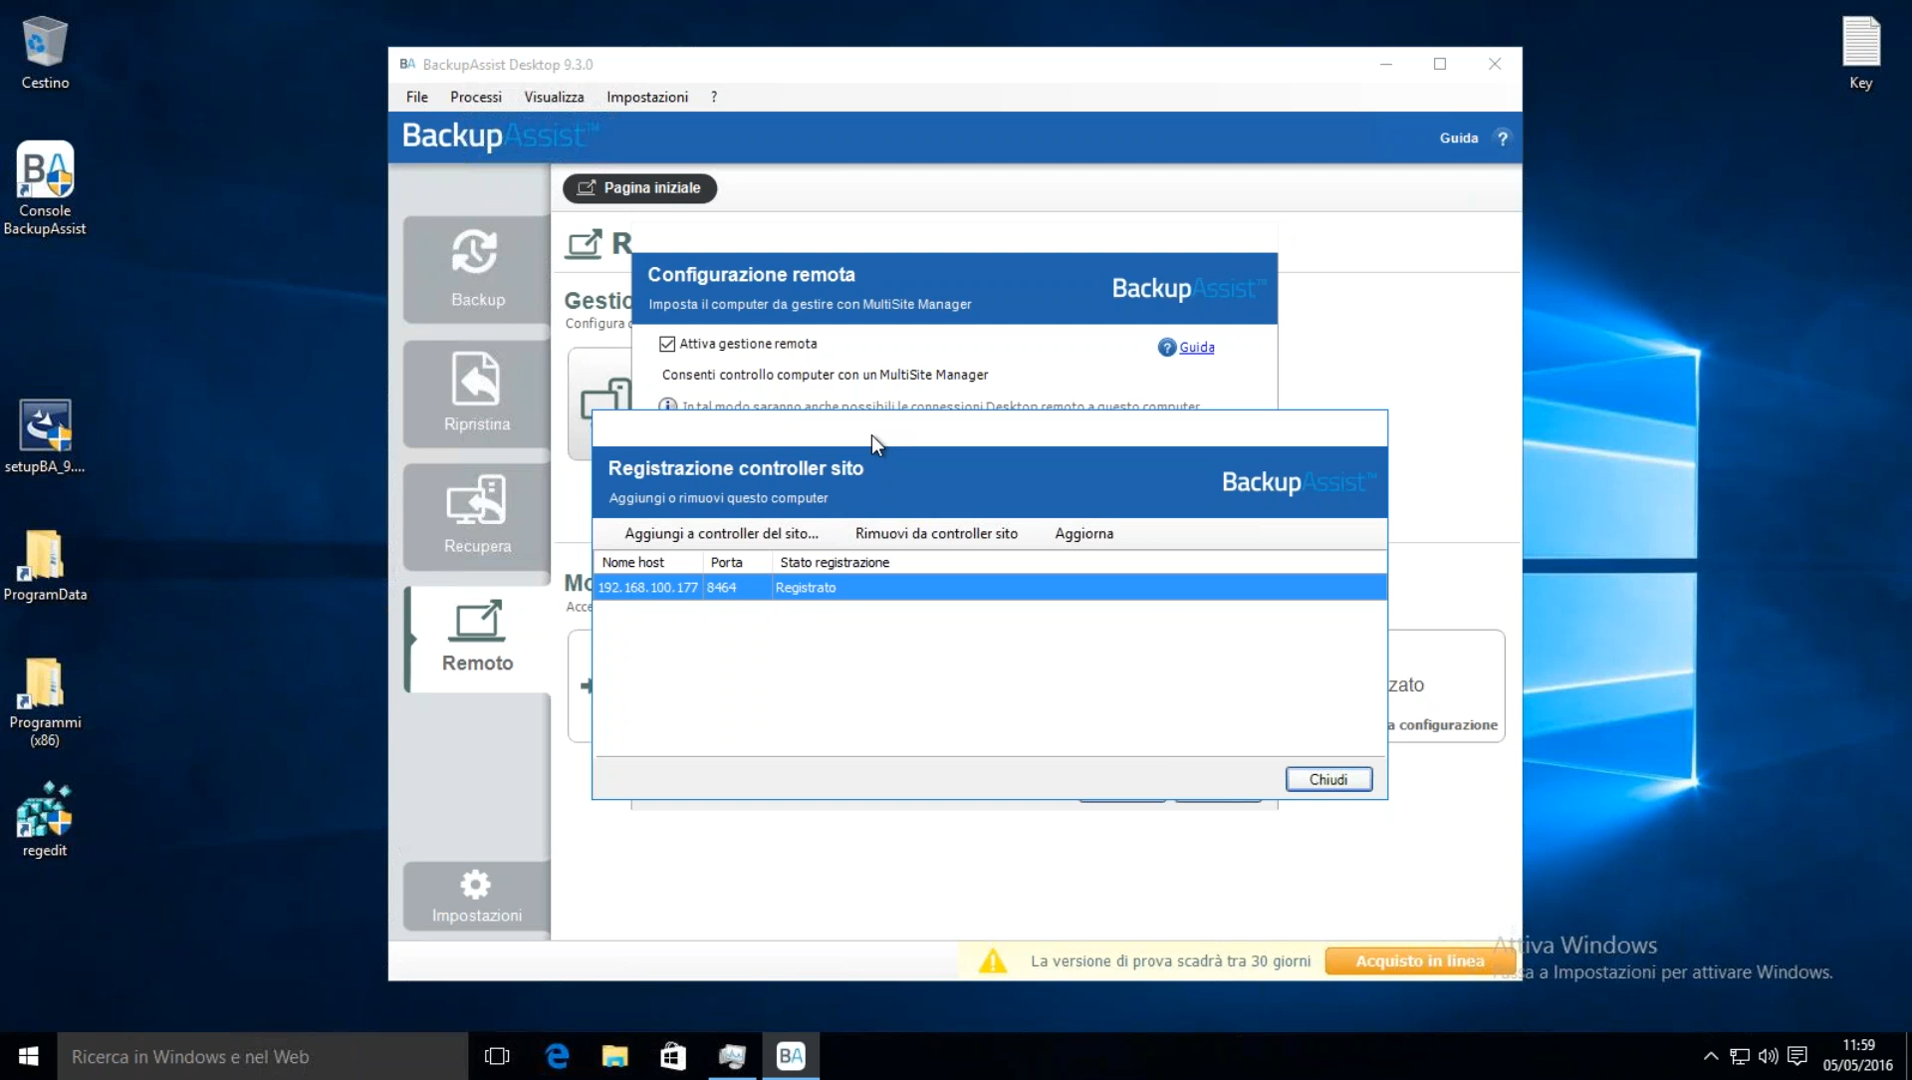 Cestino
Console
BackupAssist
setupBA_9....
ProgramData
Programmi
(x86)
regedit
Key
BA BackupAssist Desktop 9.3.0
File Processi Visualizza Impostazioni ?
BackupAssist™
Guida ?
Backup
Ripristina
Recupera
Remoto
Impostazioni
Pagina iniziale
R
Gestio
Configura
Configurazione remota
Imposta il computer da gestire con MultiSite Manager
BackupAssist™
Attiva gestione remota
Guida
Consenti controllo computer con un MultiSite Manager
In tal modo saranno anche possibili le connessioni Desktop remoto a questo computer
Registrazione controller sito
Aggiungi o rimuovi questo computer
BackupAssist™
Aggiungi a controller del sito... Rimuovi da controller sito Aggiorna
Nome host Porta Stato registrazione
192.168.100.177 8464 Registrato
Mo
Acce
zato
a configurazione
Chiudi
La versione di prova scadrà tra 30 giorni
Acquisto in linea
Attiva Windows
Passa a Impostazioni per attivare Windows.
Ricerca in Windows e nel Web
BA
11:59
05/05/2016